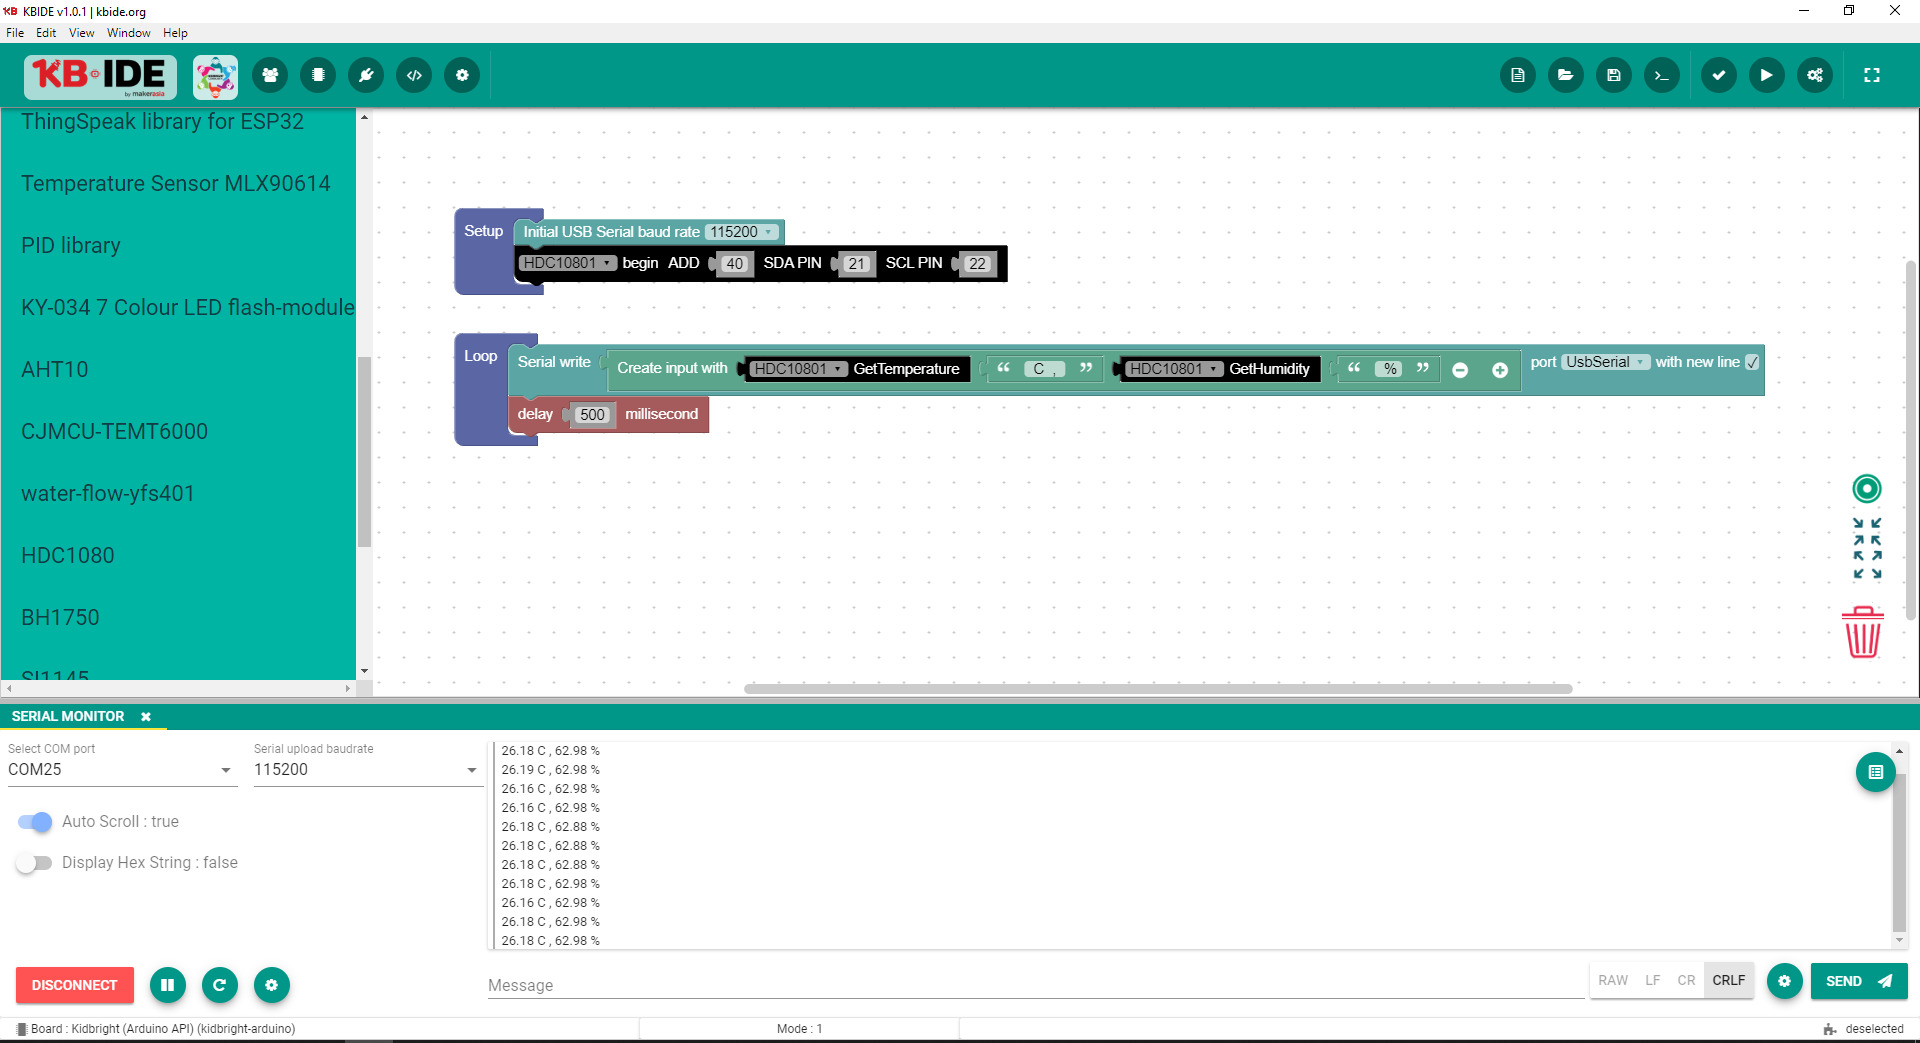 KB KBIDE v1.0.1 | kbide.org
File Edit View Window Help
KB IDE
by makerasia
ThingSpeak library for ESP32
Temperature Sensor MLX90614
PID library
KY-034 7 Colour LED flash-module
AHT10
CJMCU-TEMT6000
water-flow-yfs401
HDC1080
BH1750
SI1145
Setup
Initial USB Serial baud rate 115200
HDC10801 begin ADD 40 SDA PIN 21 SCL PIN 22
Loop
Serial write Create input with HDC10801 GetTemperature “ C , ” HDC10801 GetHumidity “ % ” port UsbSerial with new line
delay 500 millisecond
SERIAL MONITOR
Select COM port
COM25
Serial upload baudrate
115200
Auto Scroll : true
Display Hex String : false
26.18 C , 62.98 %
26.19 C , 62.98 %
26.16 C , 62.98 %
26.16 C , 62.98 %
26.18 C , 62.88 %
26.18 C , 62.88 %
26.18 C , 62.88 %
26.18 C , 62.98 %
26.16 C , 62.98 %
26.18 C , 62.98 %
26.18 C , 62.98 %
DISCONNECT
Message
RAW LF CR CRLF
SEND
Board : Kidbright (Arduino API) (kidbright-arduino)
Mode : 1
deselected